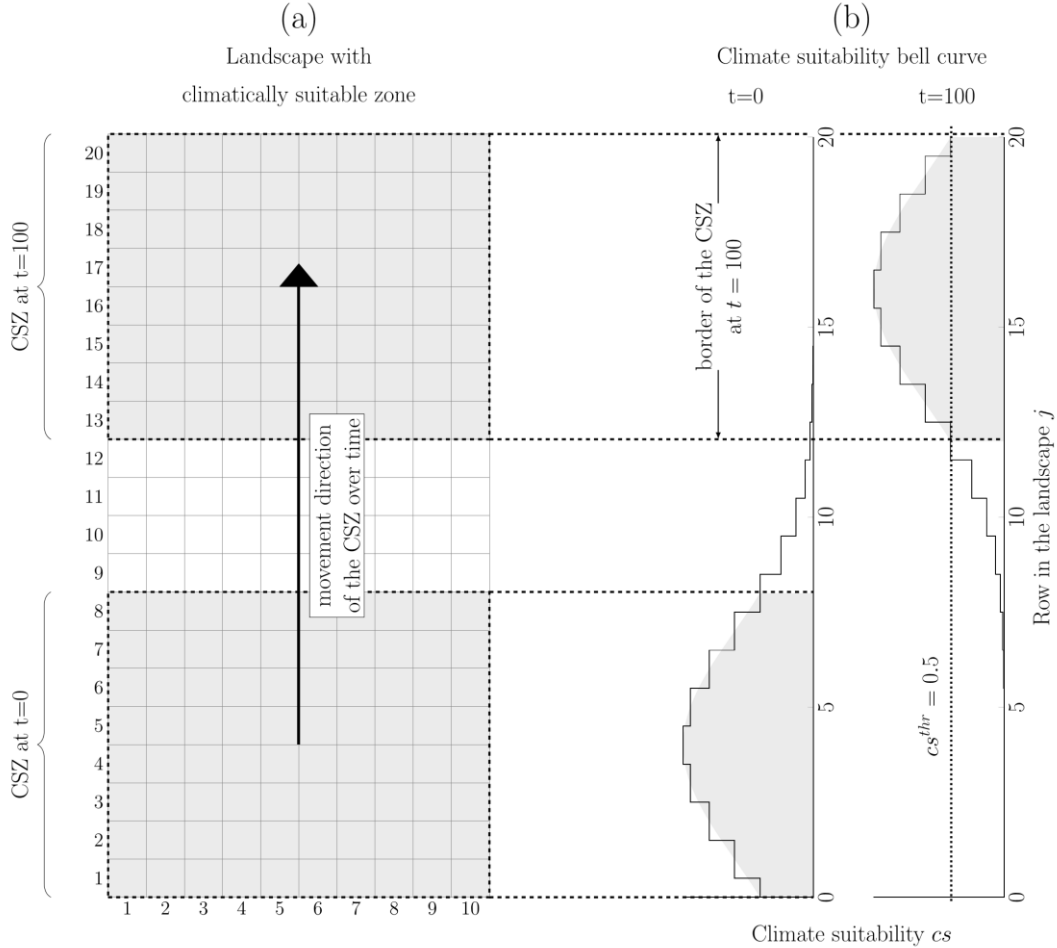 (a)
Landscape with
climatically suitable zone
(b)
Climate suitability bell curve
t=0
t=100
CSZ at t=100
CSZ at t=0
20
19
18
17
16
15
14
13
12
11
10
9
8
7
6
5
4
3
2
1
1 2 3 4 5 6 7 8 9 10
movement direction
of the CSZ over time
border of the CSZ
at t = 100
20
15
10
5
0
cs^thr = 0.5
20
15
10
5
0
Row in the landscape j
Climate suitability cs